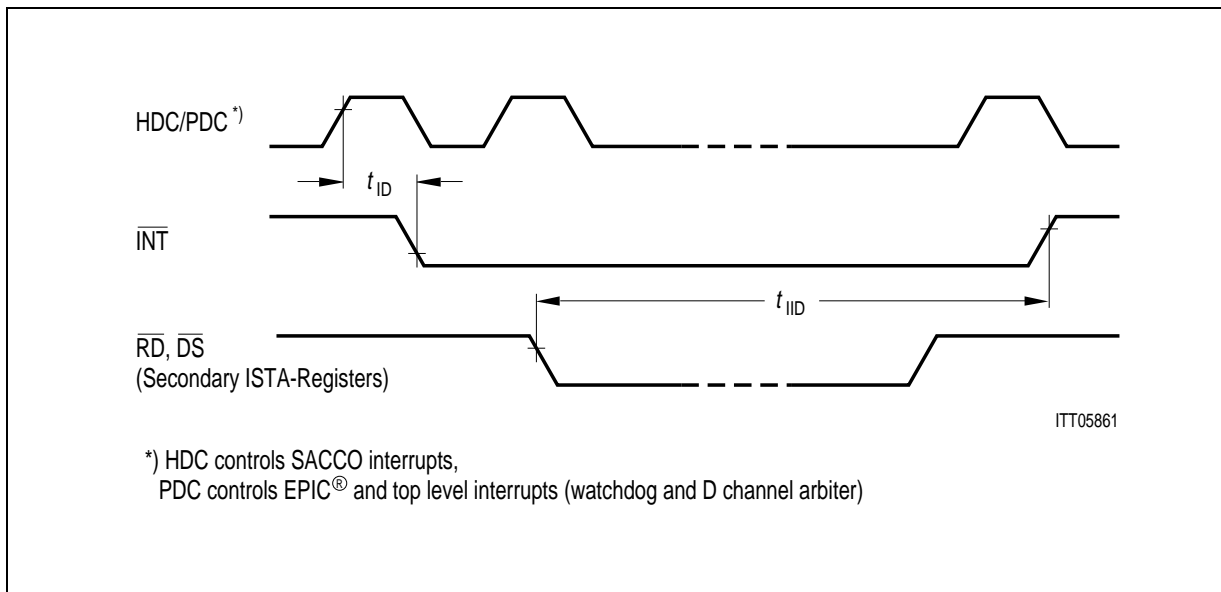 HDC/PDC *)
t ID
INT
t IID
RD, DS
(Secondary ISTA-Registers)
ITT05861
*) HDC controls SACCO interrupts,
PDC controls EPIC® and top level interrupts (watchdog and D channel arbiter)